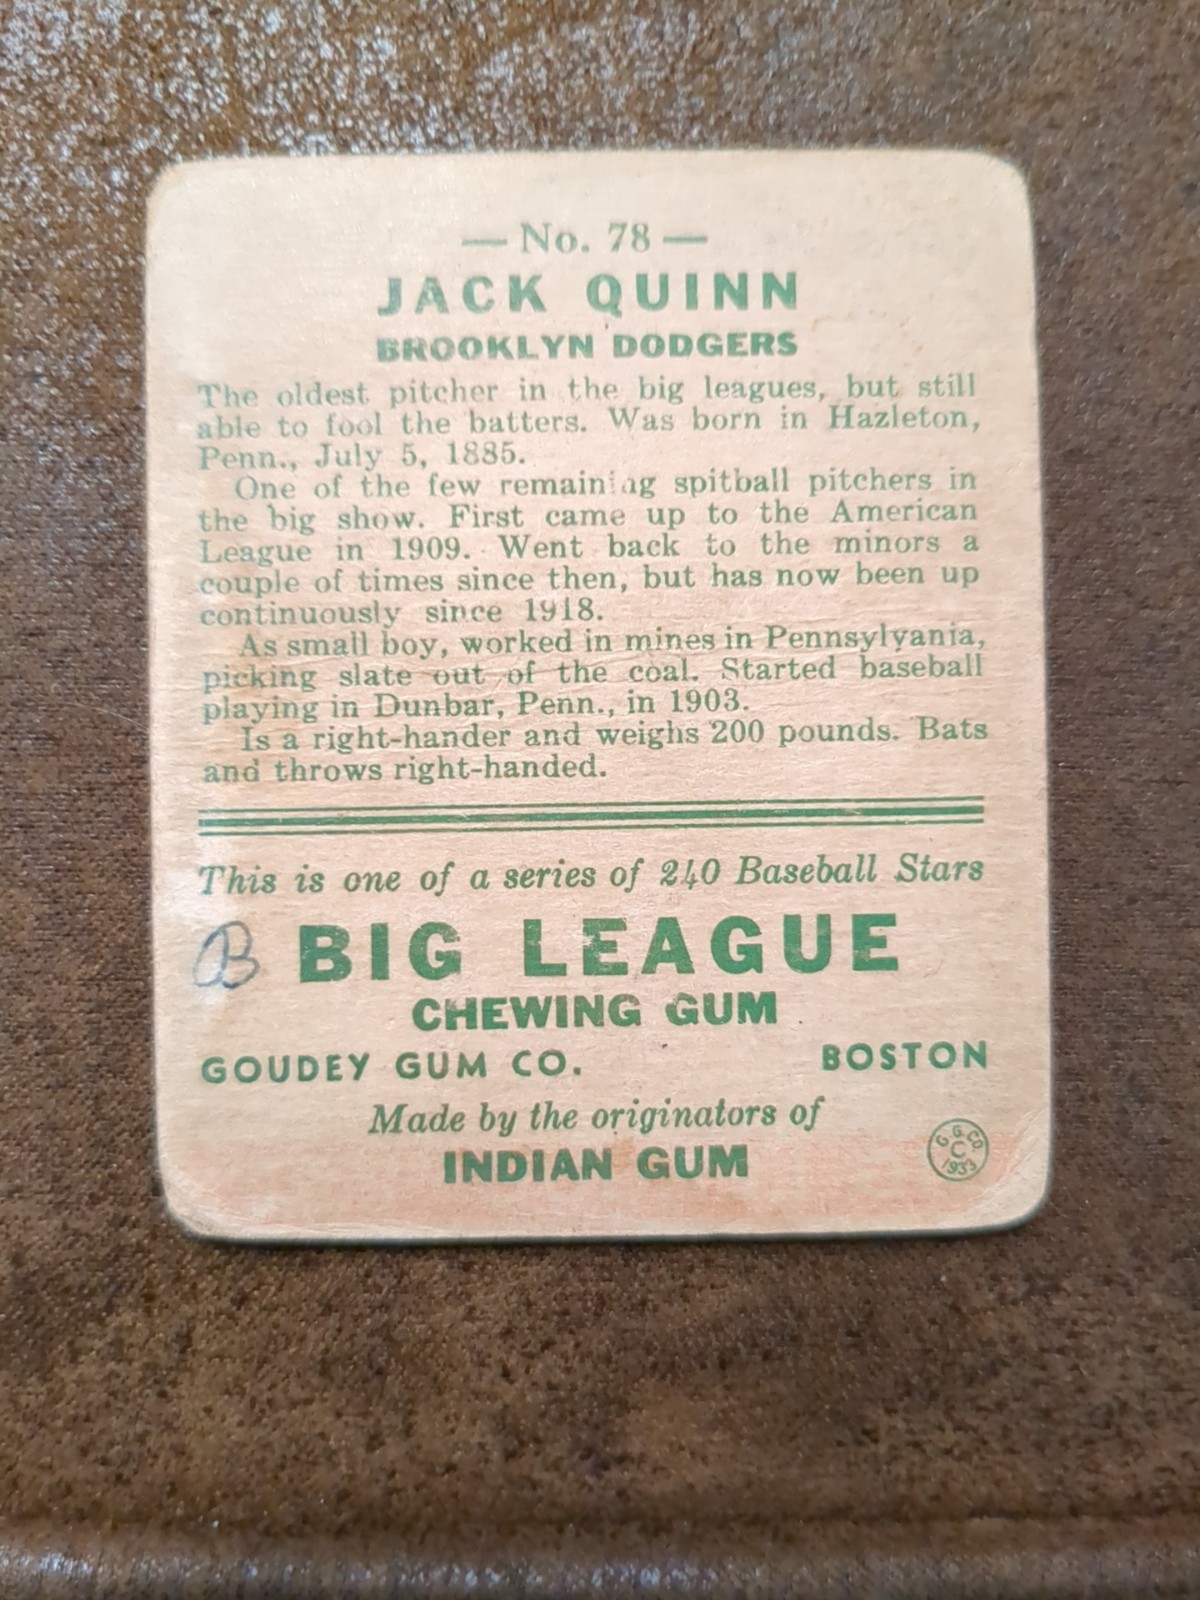 — No. 78 —
JACK QUINN
BROOKLYN DODGERS
The oldest pitcher in the big leagues, but still
able to fool the batters. Was born in Hazleton,
Penn., July 5, 1885.
One of the few remaining spitball pitchers in
the big show. First came up to the American
League in 1909. Went back to the minors a
couple of times since then, but has now been up
continuously since 1918.
As small boy, worked in mines in Pennsylvania,
picking slate out of the coal. Started baseball
playing in Dunbar, Penn., in 1903.
Is a right-hander and weighs 200 pounds. Bats
and throws right-handed.
This is one of a series of 240 Baseball Stars
B BIG LEAGUE
CHEWING GUM
GOUDEY GUM CO. BOSTON
Made by the originators of
INDIAN GUM
G. G. CO.
C
1933